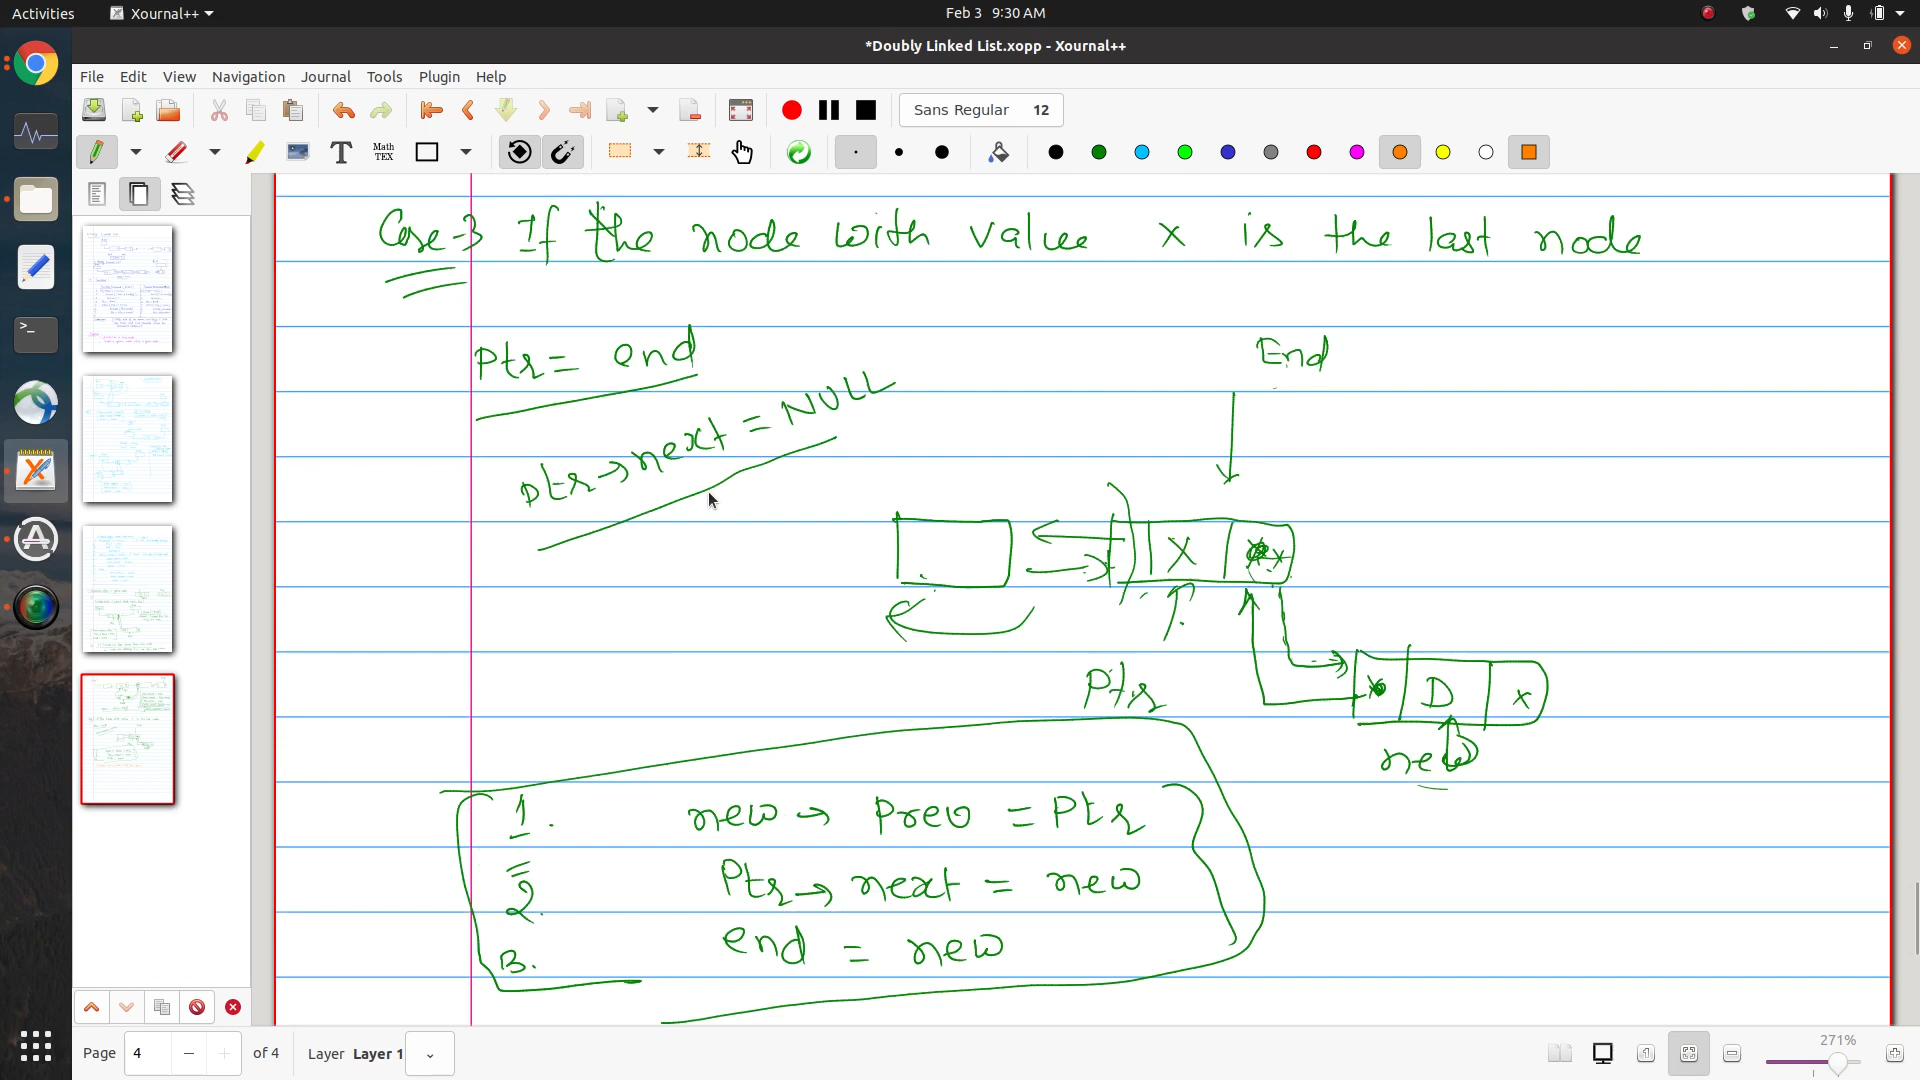 Activities
Xournal++
Feb 3 9:30 AM
*Doubly Linked List.xopp - Xournal++
File Edit View Navigation Journal Tools Plugin Help
Sans Regular 12
Math
TEX
Case-3 If the node with value x is the last node
Ptr = end
End
Ptr → next = NULL
X
x
Ptr
D
x
new
1. new → Prev = Ptr
2. Ptr → next = new
3. end = new
Page 4 of 4 Layer Layer 1
271%